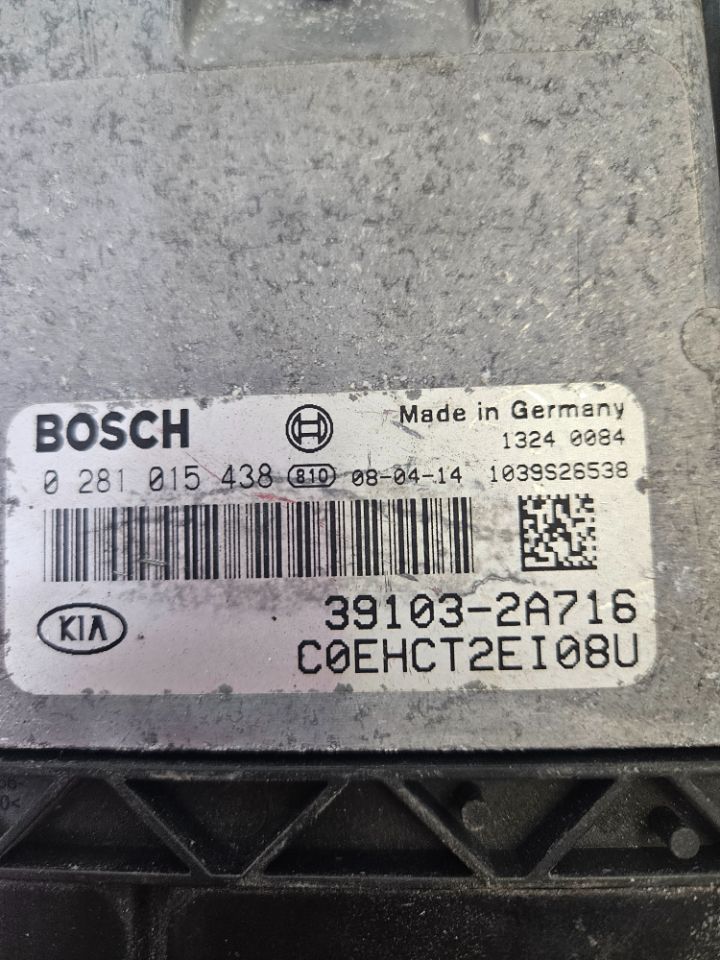 BOSCH
Made in Germany
1324 0084
0 281 015 438 810 08-04-14 1039S26538
KIA
39103-2A716
C0EHCT2EI08U